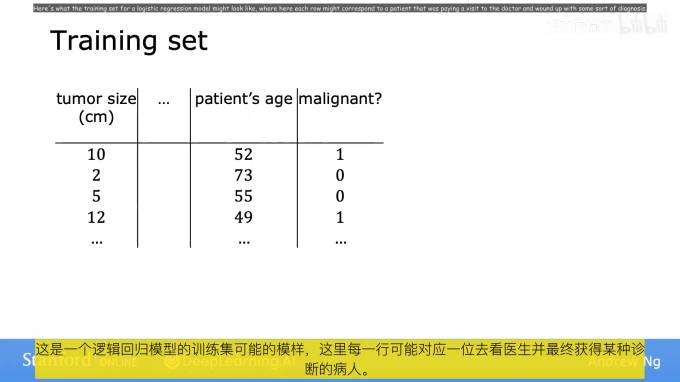 Here's what the training set for a logistic regression model might look like, where here each row might correspond to a patient that was paying a visit to the doctor and wound up with some sort of diagnosis.
bilibili
Training set
tumor size … patient's age malignant?
(cm)
10 52 1
2 73 0
5 55 0
12 49 1
… … …
Stanford ONLINE DeepLearning.AI Andrew Ng
这是一个逻辑回归模型的训练集可能的模样，这里每一行可能对应一位去看医生并最终获得某种诊
断的病人。